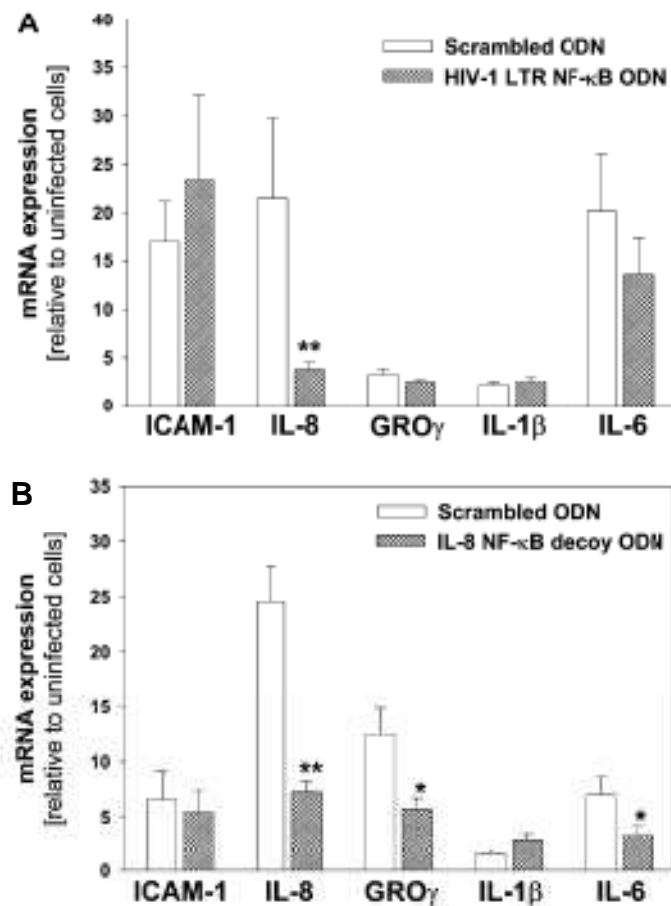 A
mRNA expression
[relative to uninfected cells]
40
35
30
25
20
15
10
5
0
Scrambled ODN
HIV-1 LTR NF-κB ODN
**
ICAM-1 IL-8 GROγ IL-1β IL-6
B
mRNA expression
[relative to uninfected cells]
35
30
25
20
15
10
5
0
Scrambled ODN
IL-8 NF-κB decoy ODN
**
*
*
ICAM-1 IL-8 GROγ IL-1β IL-6